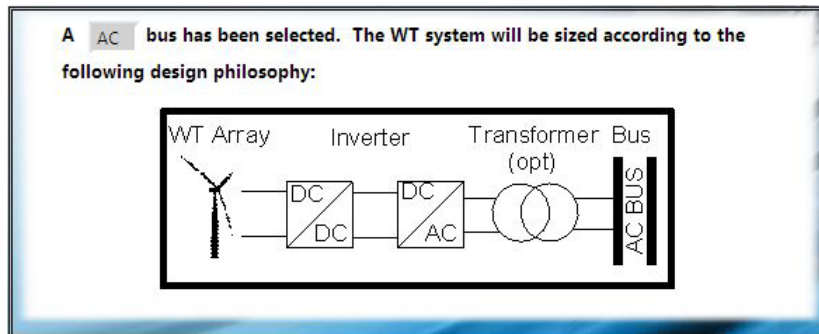 A AC bus has been selected. The WT system will be sized according to the
following design philosophy:
WT Array Inverter Transformer Bus
(opt)
DC DC
DC AC
AC BUS